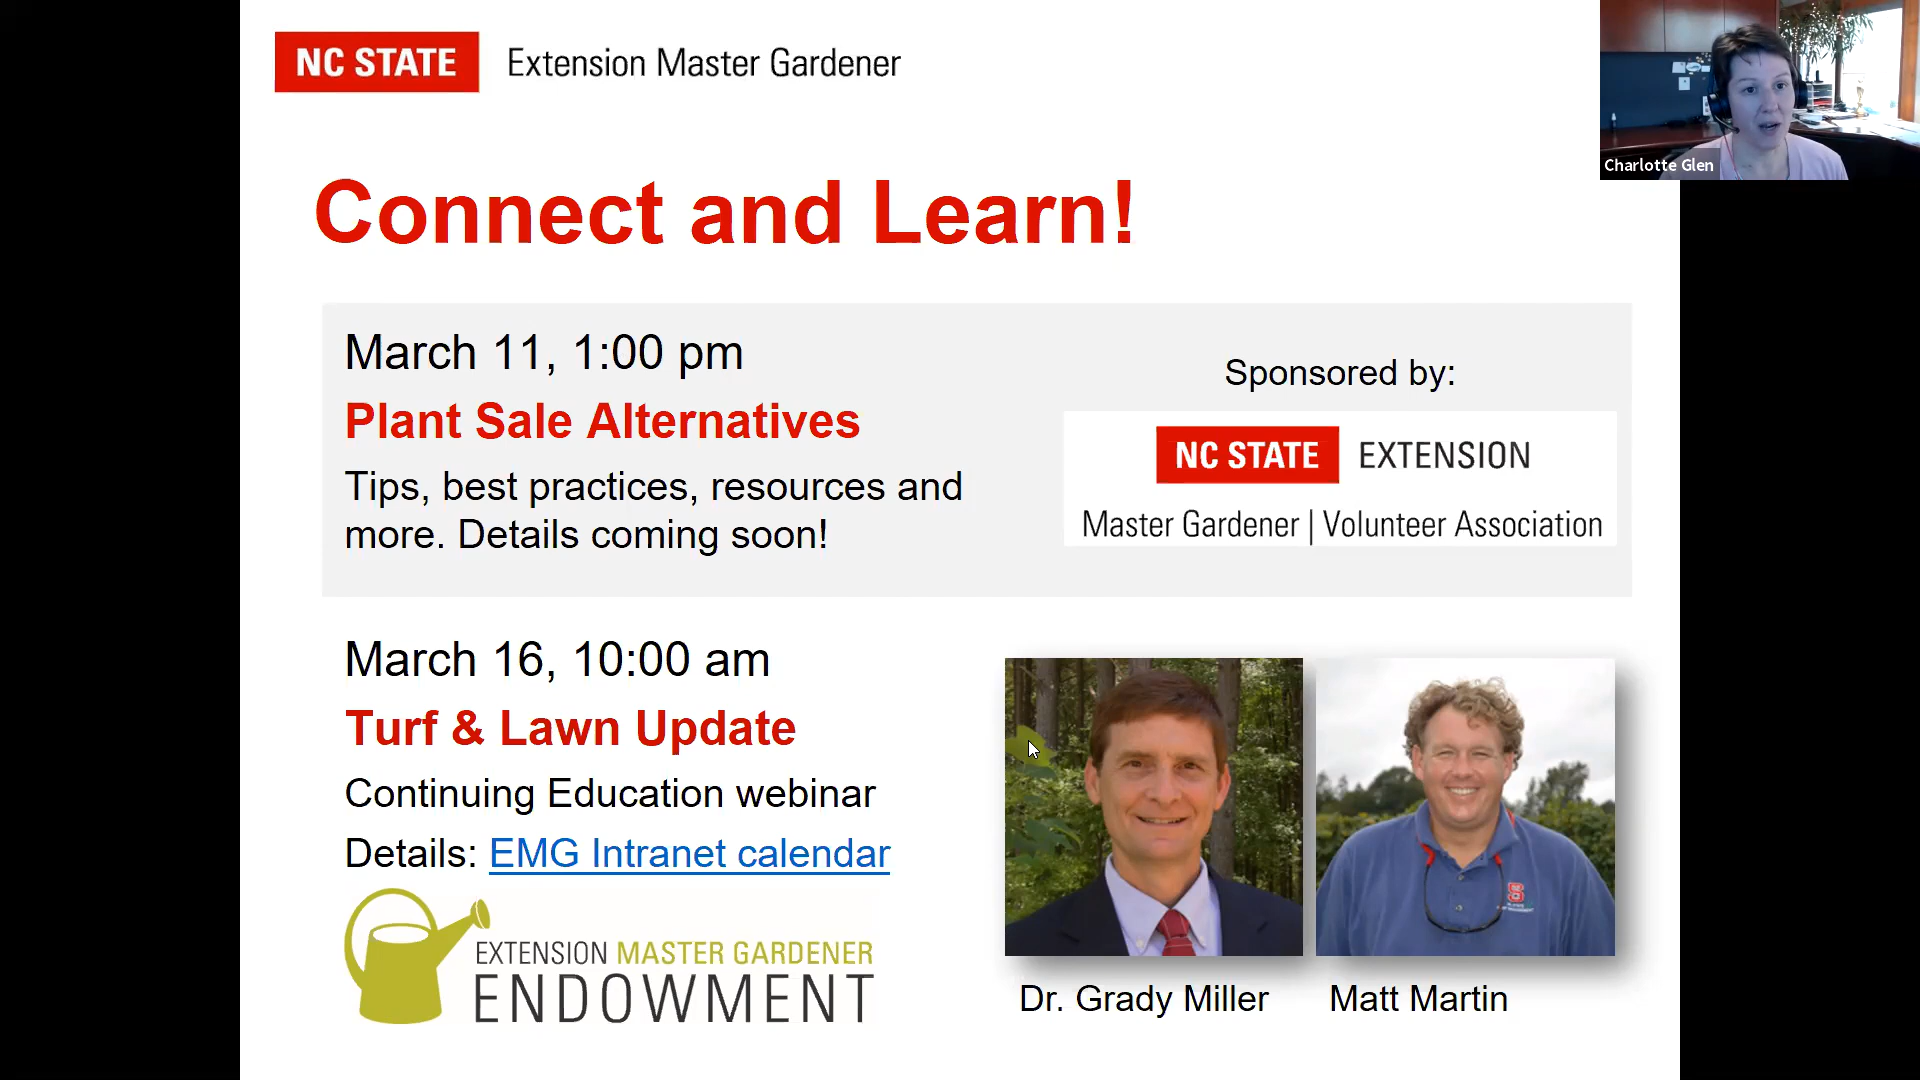 NC STATE Extension Master Gardener
Charlotte Glen
Connect and Learn!
March 11, 1:00 pm
Plant Sale Alternatives
Tips, best practices, resources and
more. Details coming soon!
Sponsored by:
NC STATE EXTENSION
Master Gardener | Volunteer Association
March 16, 10:00 am
Turf & Lawn Update
Continuing Education webinar
Details: EMG Intranet calendar
EXTENSION MASTER GARDENER
ENDOWMENT
Dr. Grady Miller
Matt Martin